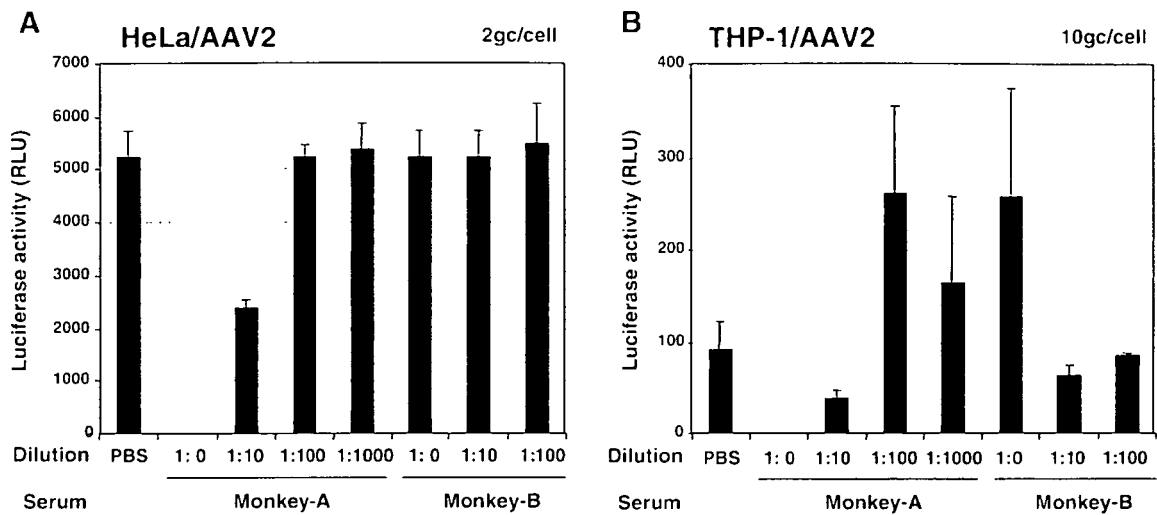 A
HeLa/AAV2
2gc/cell
Luciferase activity (RLU)
7000
6000
5000
4000
3000
2000
1000
0
Dilution PBS 1: 0 1:10 1:100 1:1000 1: 0 1:10 1:100
Serum Monkey-A Monkey-B
B
THP-1/AAV2
10gc/cell
Luciferase activity (RLU)
400
300
200
100
0
Dilution PBS 1: 0 1:10 1:100 1:1000 1:0 1:10 1:100
Serum Monkey-A Monkey-B